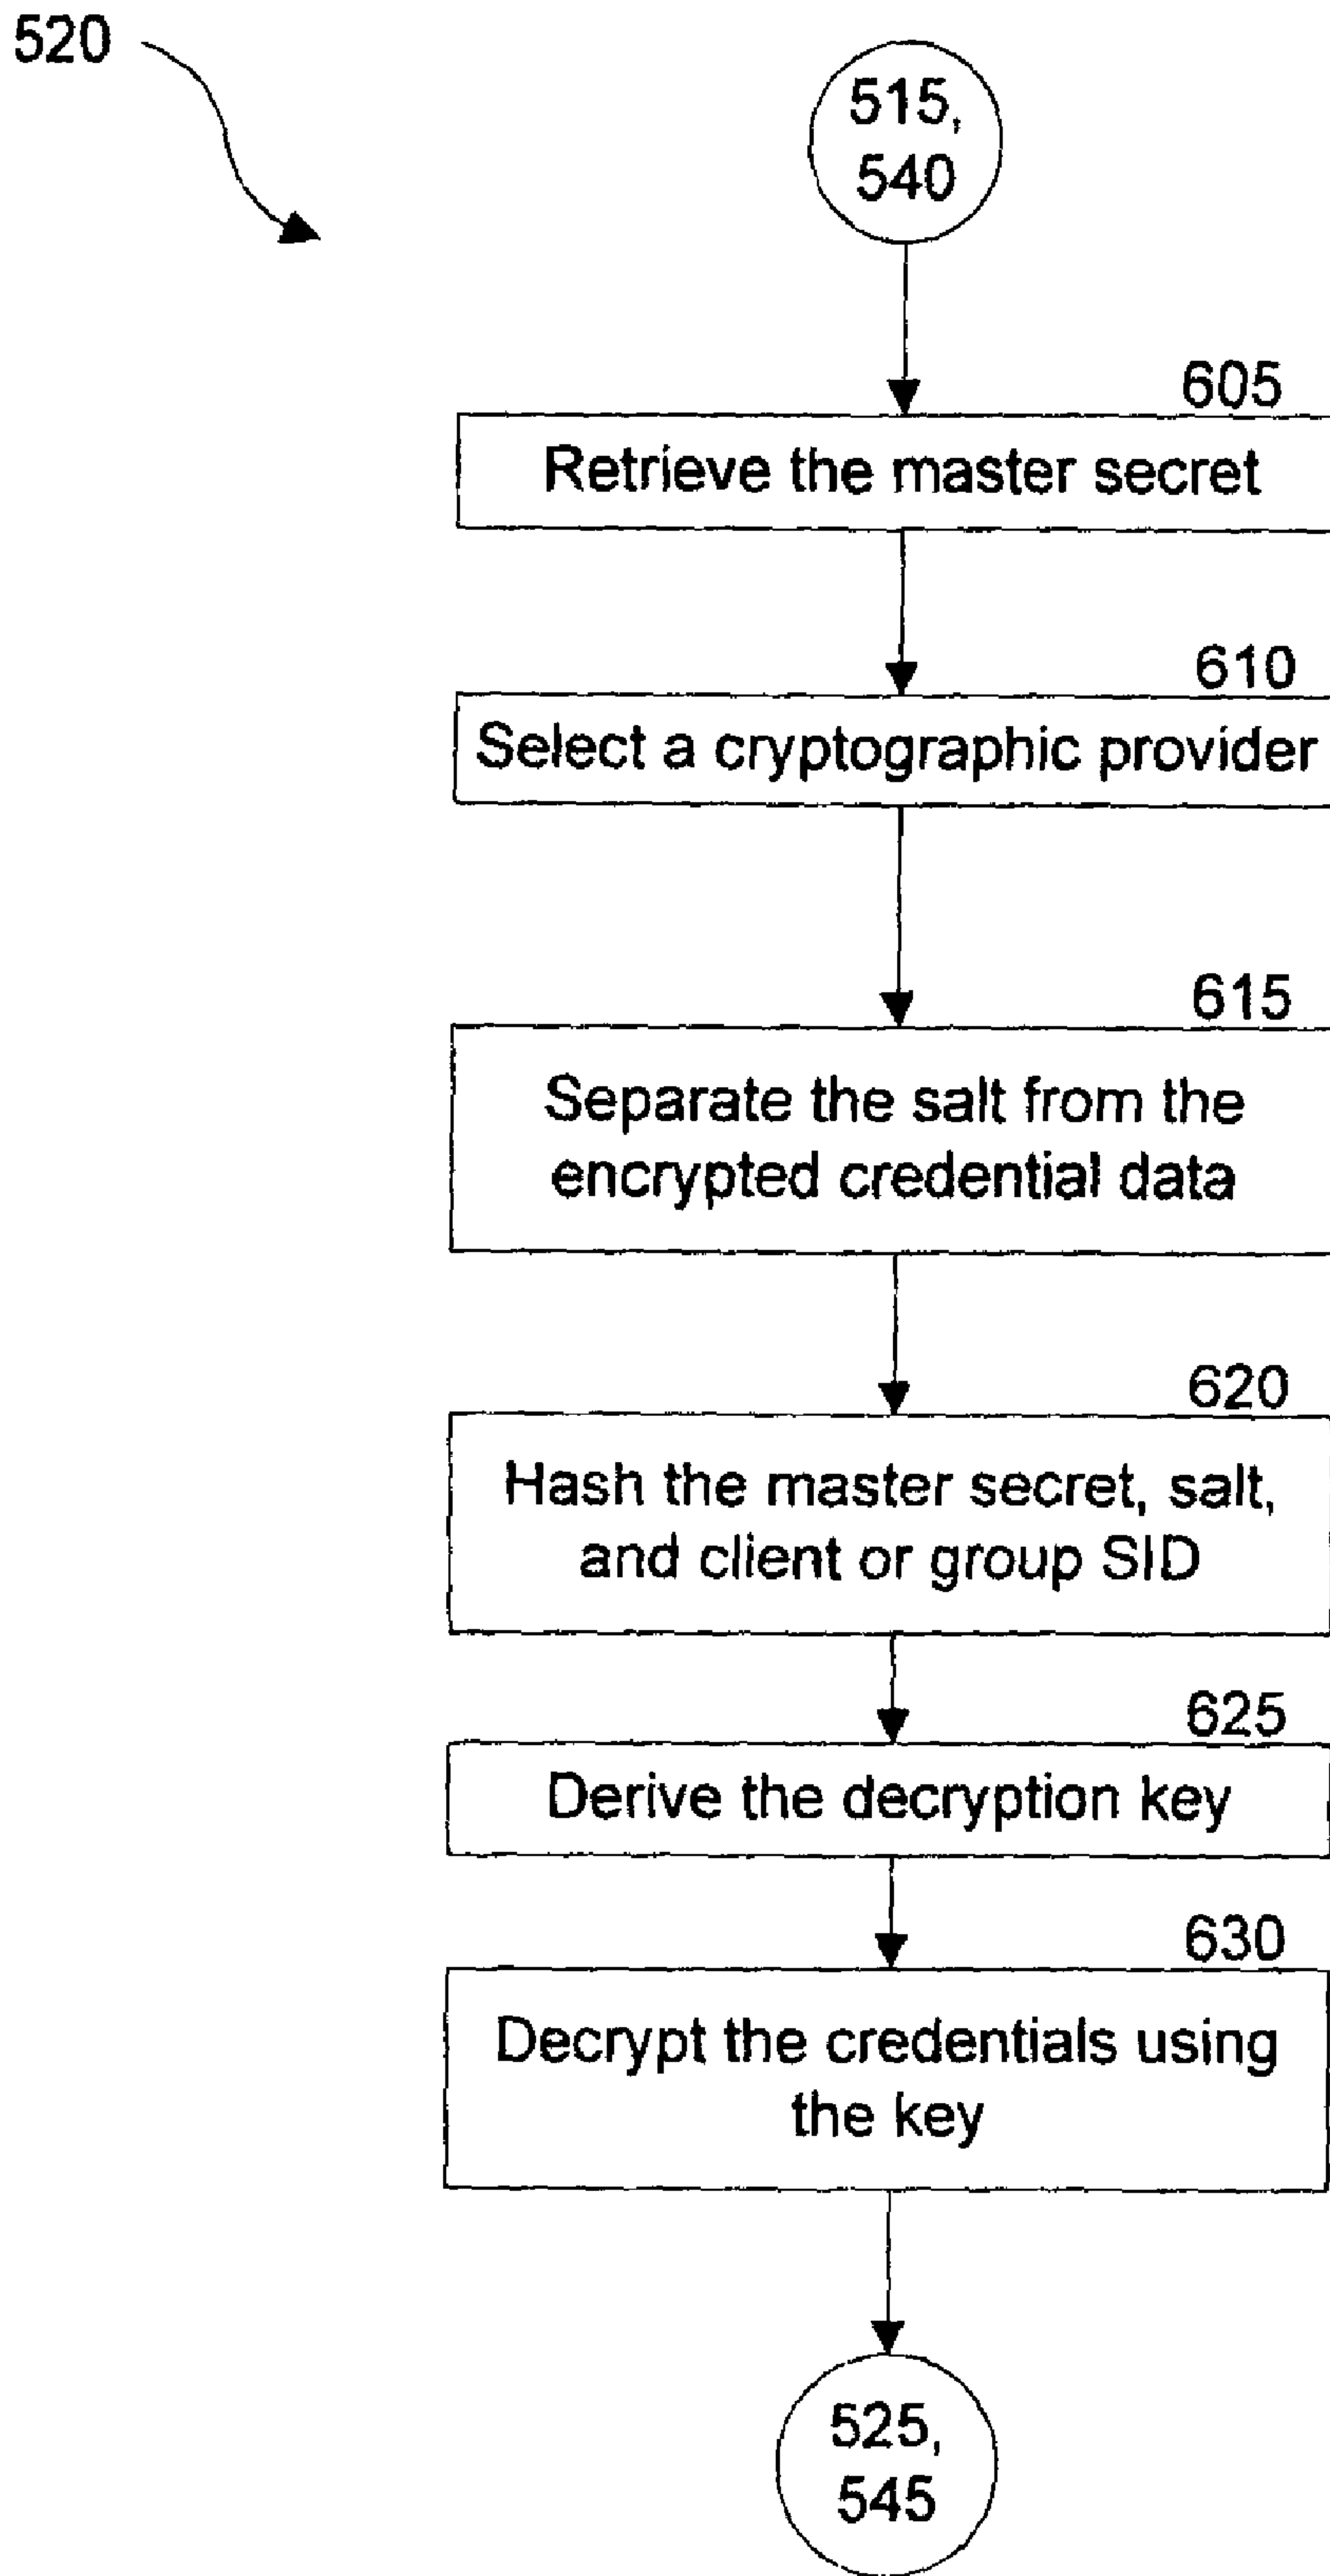 520
515,
540
605
Retrieve the master secret
610
Select a cryptographic provider
615
Separate the salt from the
encrypted credential data
620
Hash the master secret, salt,
and client or group SID
625
Derive the decryption key
630
Decrypt the credentials using
the key
525,
545